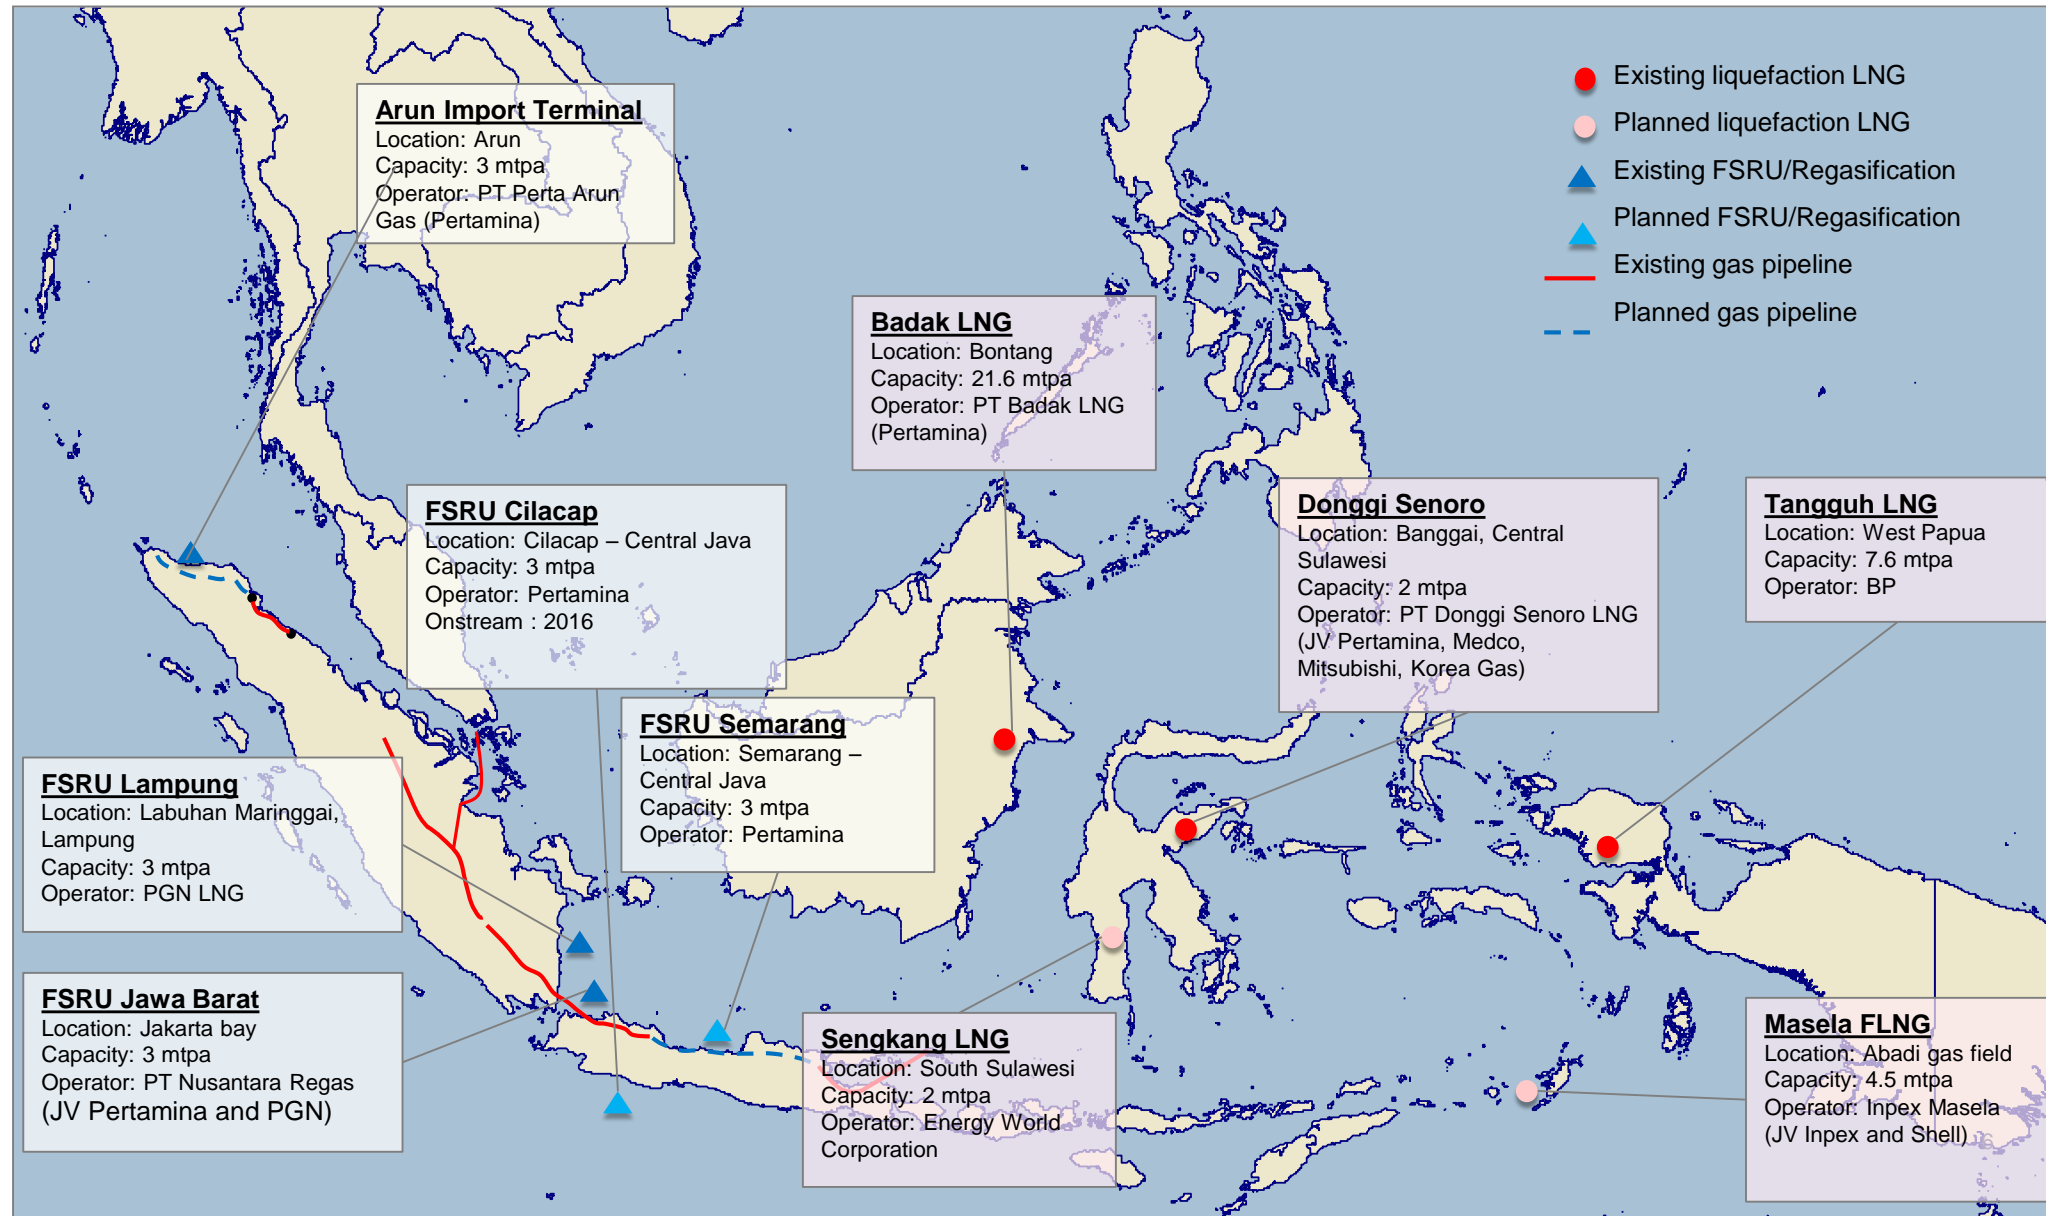 Existing liquefaction LNG
Planned liquefaction LNG
Existing FSRU/Regasification
Planned FSRU/Regasification
Existing gas pipeline
Planned gas pipeline
Arun Import Terminal
Location: Arun
Capacity: 3 mtpa
Operator: PT Perta Arun
Gas (Pertamina)
Badak LNG
Location: Bontang
Capacity: 21.6 mtpa
Operator: PT Badak LNG
(Pertamina)
FSRU Cilacap
Location: Cilacap – Central Java
Capacity: 3 mtpa
Operator: Pertamina
Onstream : 2016
Donggi Senoro
Location: Banggai, Central
Sulawesi
Capacity: 2 mtpa
Operator: PT Donggi Senoro LNG
(JV Pertamina, Medco,
Mitsubishi, Korea Gas)
Tangguh LNG
Location: West Papua
Capacity: 7.6 mtpa
Operator: BP
FSRU Semarang
Location: Semarang –
Central Java
Capacity: 3 mtpa
Operator: Pertamina
FSRU Lampung
Location: Labuhan Maringgai,
Lampung
Capacity: 3 mtpa
Operator: PGN LNG
FSRU Jawa Barat
Location: Jakarta bay
Capacity: 3 mtpa
Operator: PT Nusantara Regas
(JV Pertamina and PGN)
Sengkang LNG
Location: South Sulawesi
Capacity: 2 mtpa
Operator: Energy World
Corporation
Masela FLNG
Location: Abadi gas field
Capacity: 4.5 mtpa
Operator: Inpex Masela
(JV Inpex and Shell)